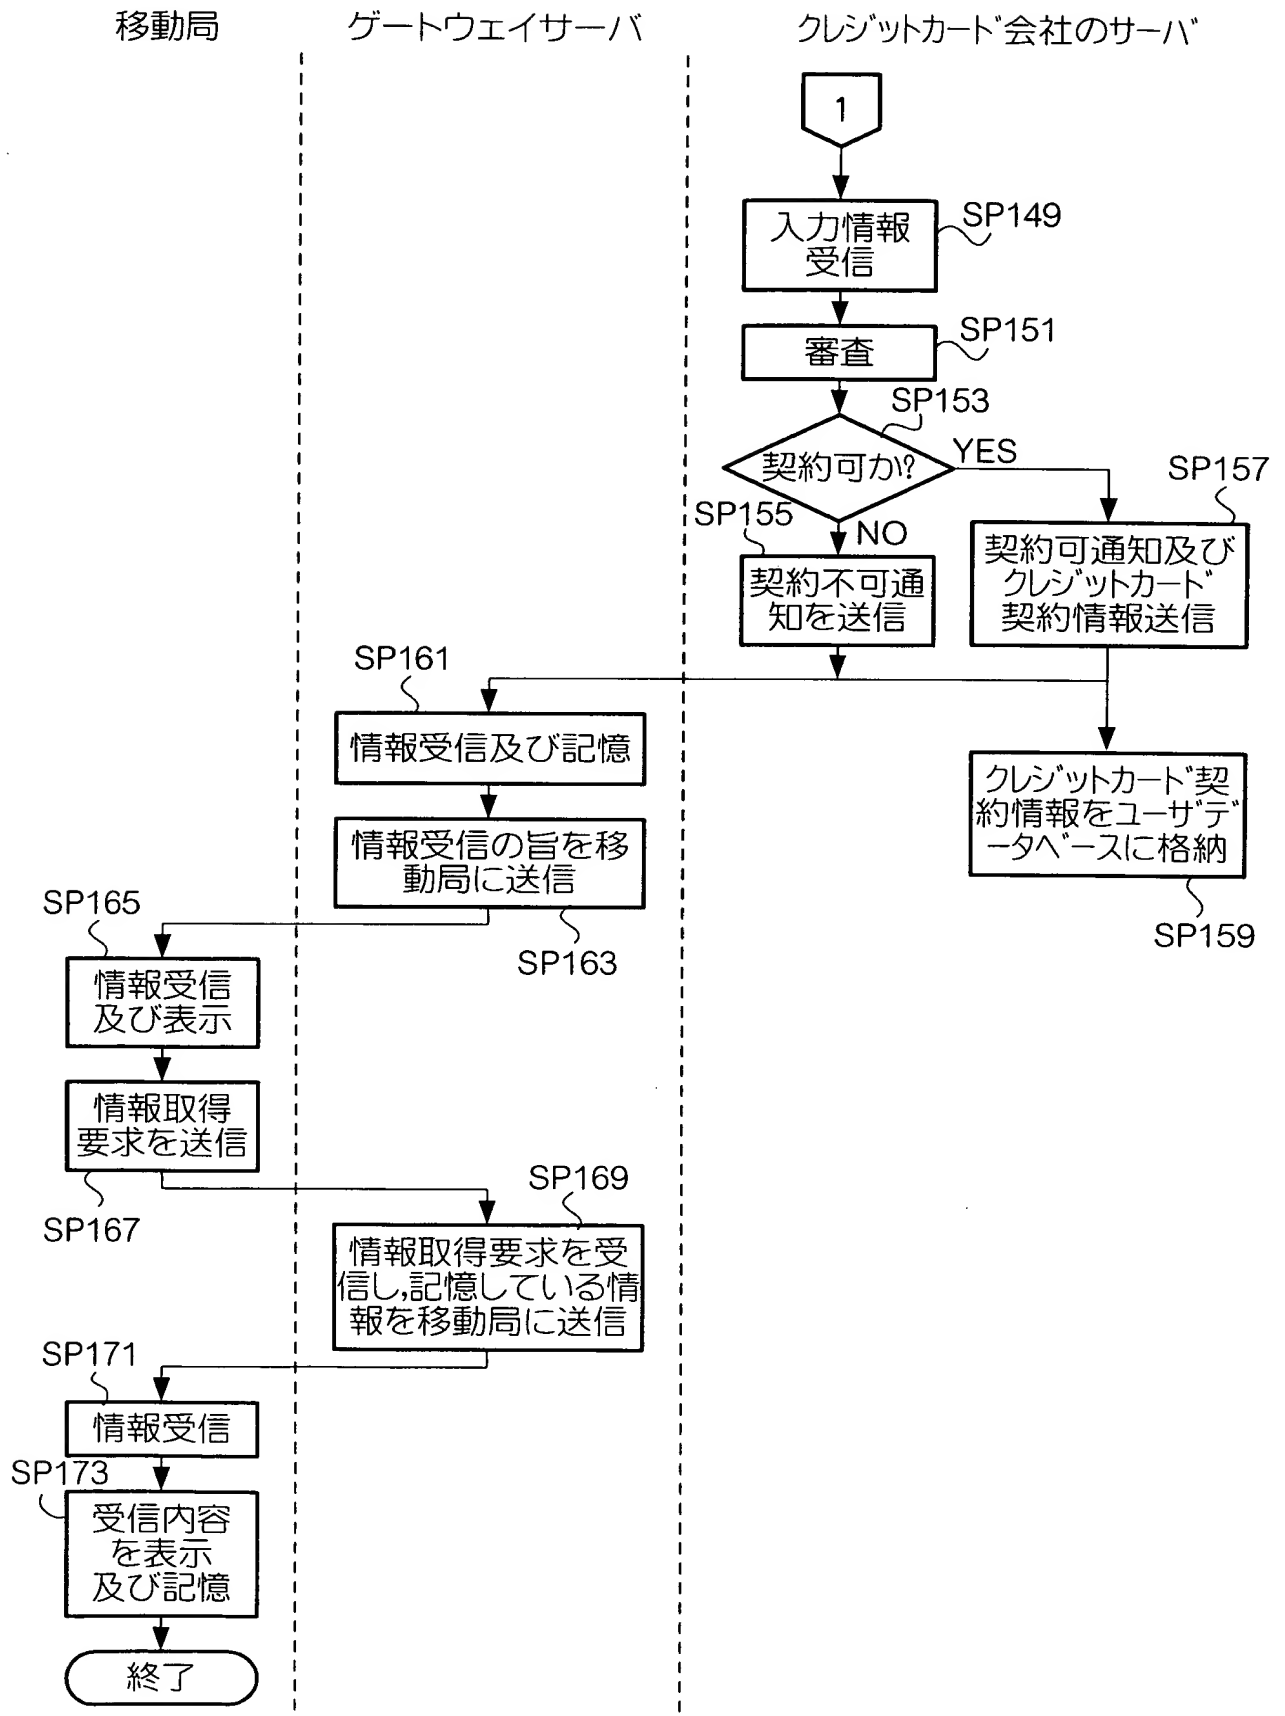 移動局
ゲートウェイサーバ
クレジットカード会社のサーバ
1
入力情報
受信
SP149
審査
SP151
契約可か?
SP153
YES
NO
SP155
契約不可通
知を送信
SP157
契約可通知及び
クレジットカード
契約情報送信
SP161
情報受信及び記憶
クレジットカード契
約情報をユーザデ
ータベースに格納
SP159
情報受信の旨を移
動局に送信
SP163
SP165
情報受信
及び表示
情報取得
要求を送信
SP167
SP169
情報取得要求を受
信し,記憶している情
報を移動局に送信
SP171
情報受信
SP173
受信内容
を表示
及び記憶
終了